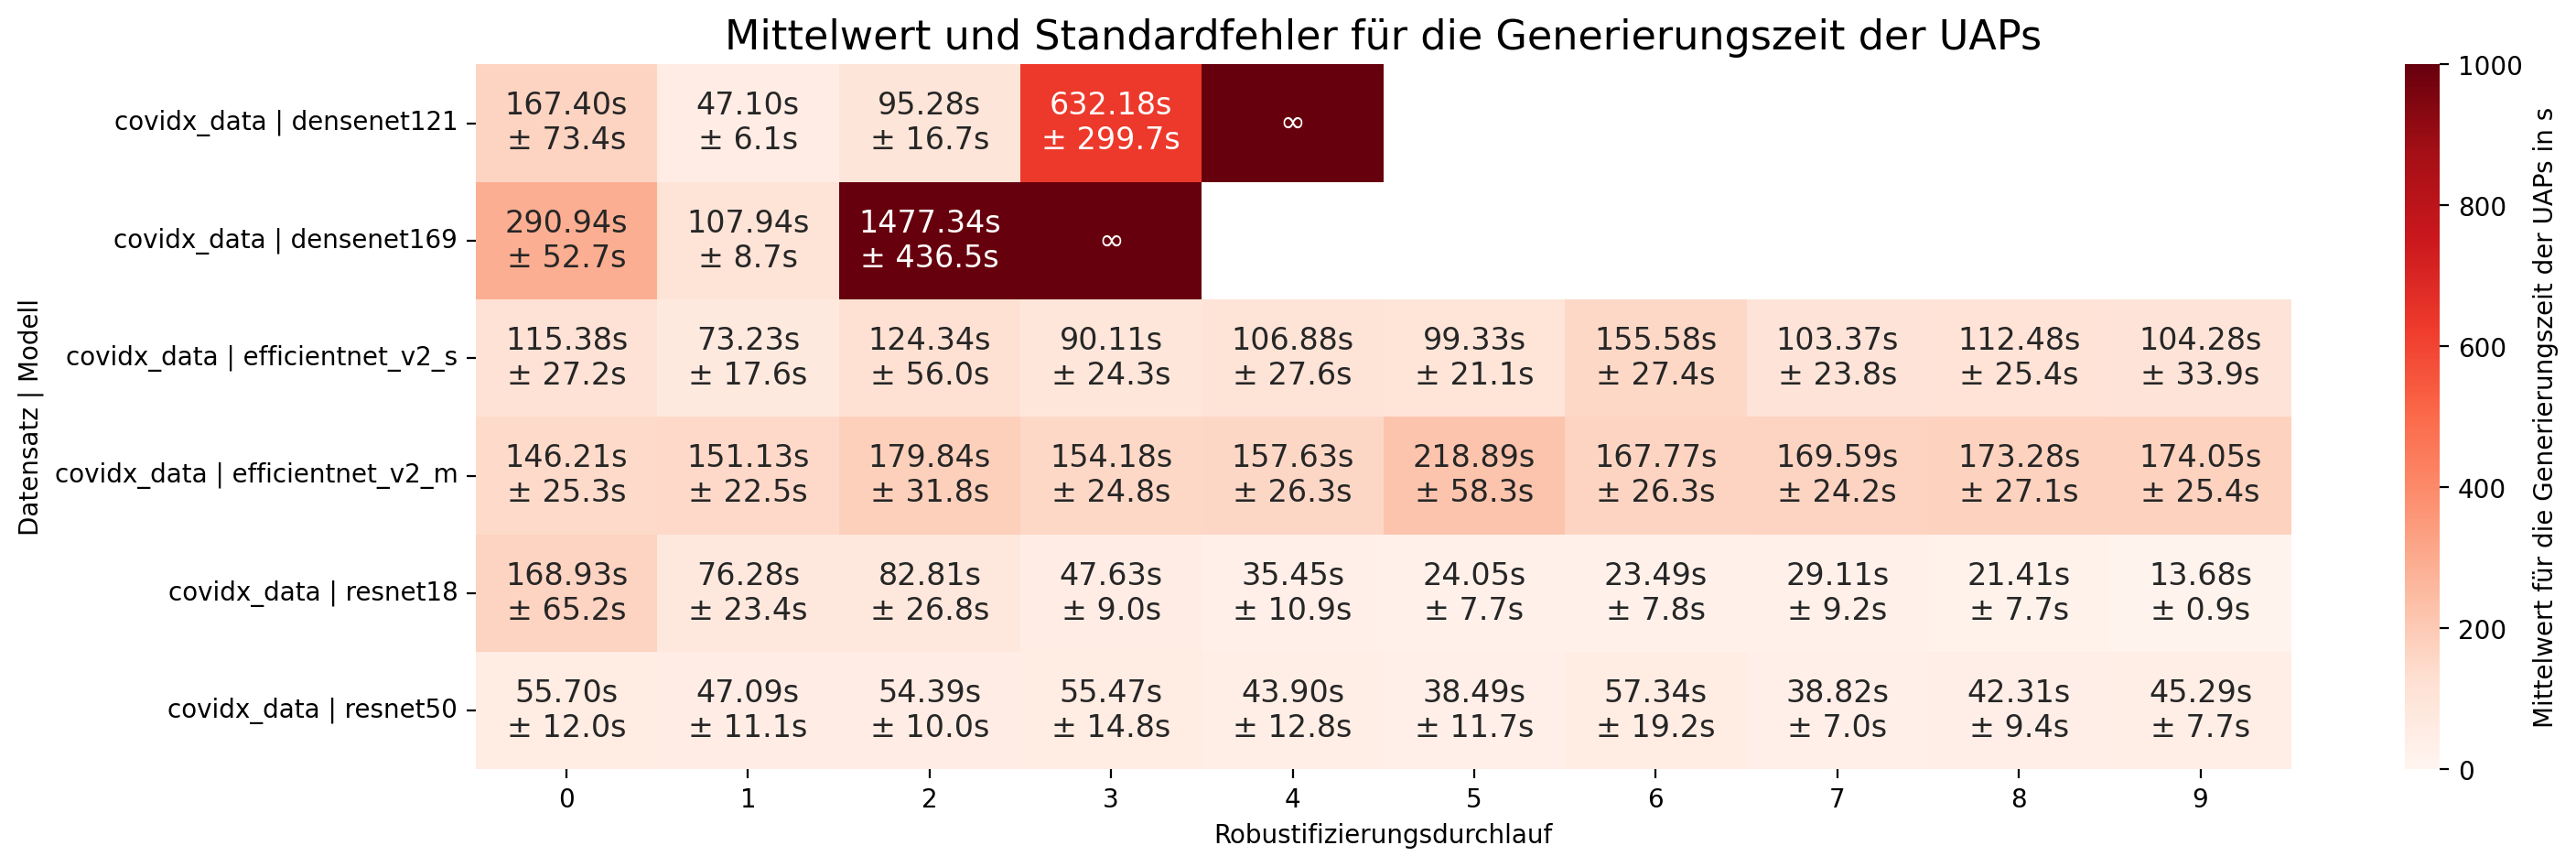 Mittelwert und Standardfehler für die Generierungszeit der UAPs
Datensatz | Modell
covidx_data | densenet121
167.40s 47.10s 95.28s 632.18s ∞
± 73.4s ± 6.1s ± 16.7s ± 299.7s
covidx_data | densenet169
290.94s 107.94s 1477.34s ∞
± 52.7s ± 8.7s ± 436.5s
covidx_data | efficientnet_v2_s
115.38s 73.23s 124.34s 90.11s 106.88s 99.33s 155.58s 103.37s 112.48s 104.28s
± 27.2s ± 17.6s ± 56.0s ± 24.3s ± 27.6s ± 21.1s ± 27.4s ± 23.8s ± 25.4s ± 33.9s
covidx_data | efficientnet_v2_m
146.21s 151.13s 179.84s 154.18s 157.63s 218.89s 167.77s 169.59s 173.28s 174.05s
± 25.3s ± 22.5s ± 31.8s ± 24.8s ± 26.3s ± 58.3s ± 26.3s ± 24.2s ± 27.1s ± 25.4s
covidx_data | resnet18
168.93s 76.28s 82.81s 47.63s 35.45s 24.05s 23.49s 29.11s 21.41s 13.68s
± 65.2s ± 23.4s ± 26.8s ± 9.0s ± 10.9s ± 7.7s ± 7.8s ± 9.2s ± 7.7s ± 0.9s
covidx_data | resnet50
55.70s 47.09s 54.39s 55.47s 43.90s 38.49s 57.34s 38.82s 42.31s 45.29s
± 12.0s ± 11.1s ± 10.0s ± 14.8s ± 12.8s ± 11.7s ± 19.2s ± 7.0s ± 9.4s ± 7.7s
0 1 2 3 4 5 6 7 8 9
Robustifizierungsdurchlauf
1000
800
600
400
200
0
Mittelwert für die Generierungszeit der UAPs in s